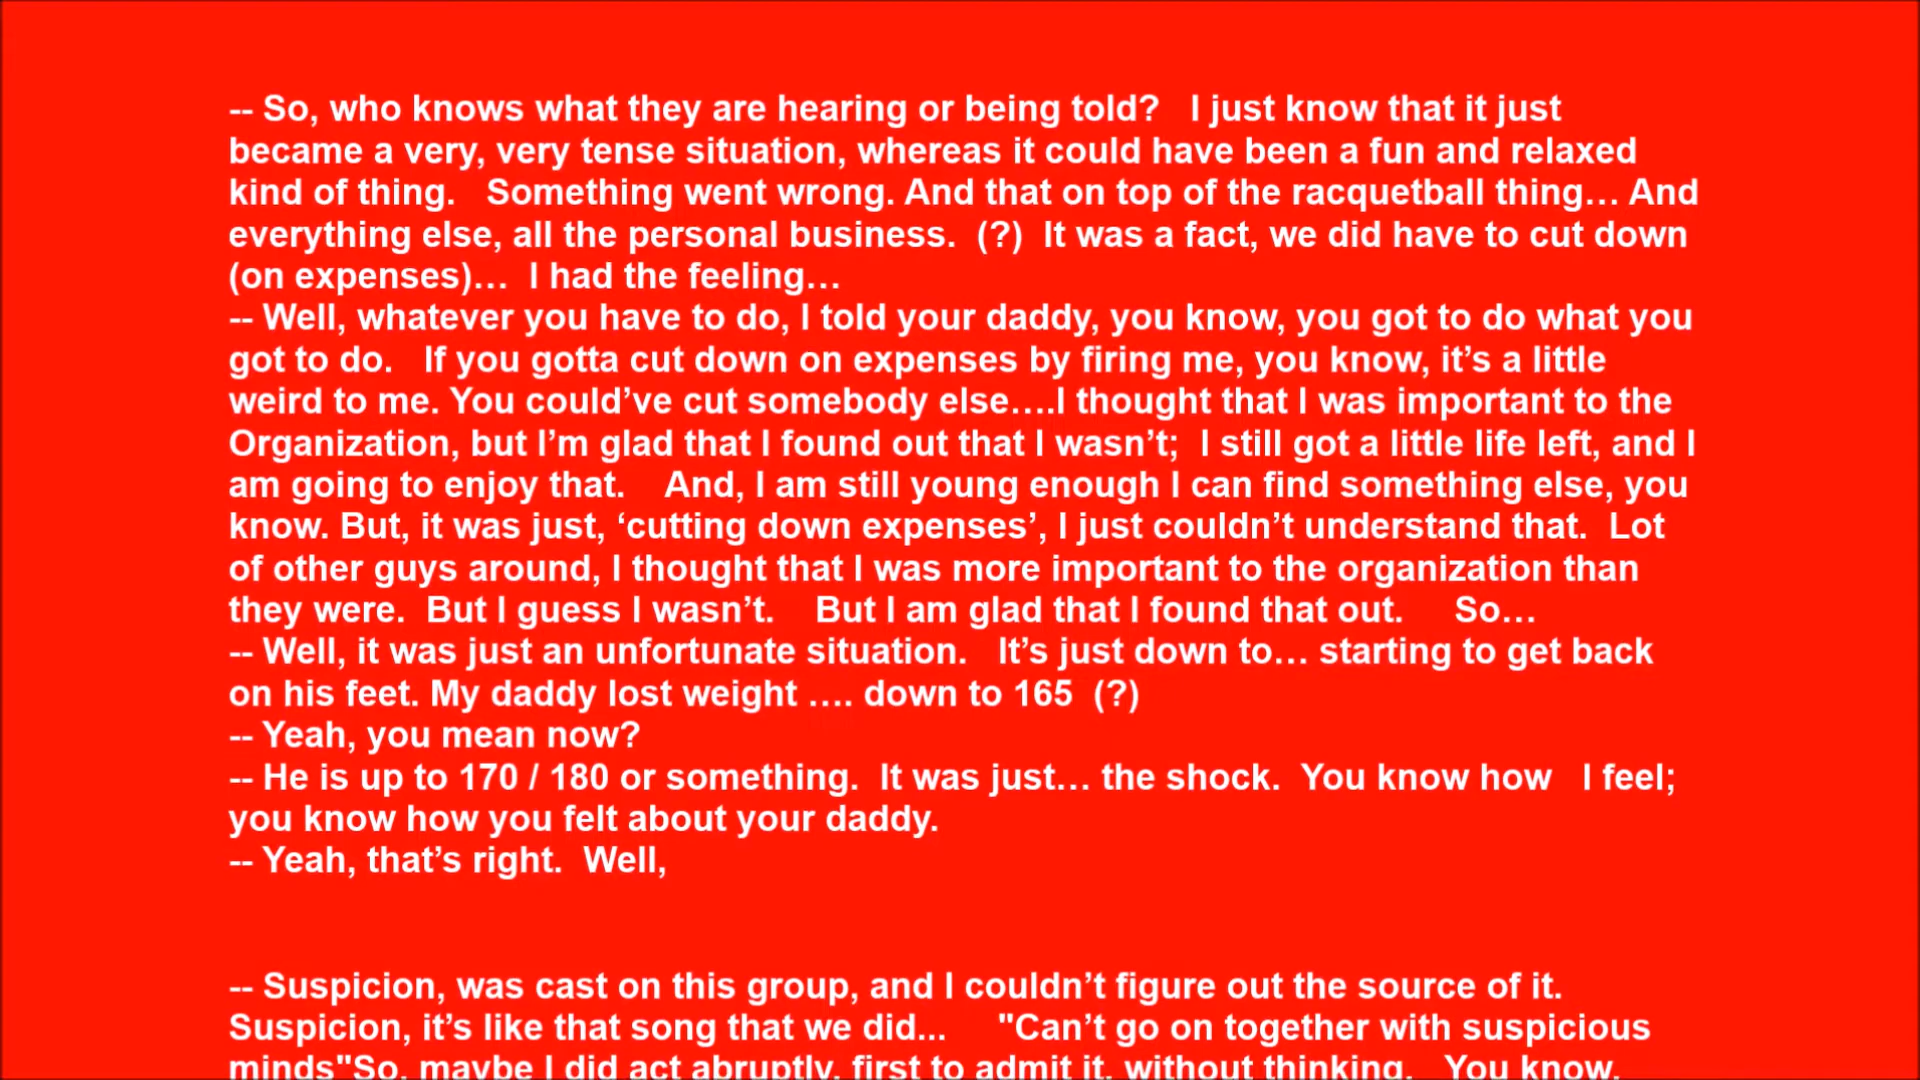 -- So, who knows what they are hearing or being told?   I just know that it just
became a very, very tense situation, whereas it could have been a fun and relaxed
kind of thing.   Something went wrong. And that on top of the racquetball thing… And
everything else, all the personal business.  (?)  It was a fact, we did have to cut down
(on expenses)…  I had the feeling…
-- Well, whatever you have to do, I told your daddy, you know, you got to do what you
got to do.   If you gotta cut down on expenses by firing me, you know, it’s a little
weird to me. You could’ve cut somebody else….I thought that I was important to the
Organization, but I’m glad that I found out that I wasn’t;  I still got a little life left, and I
am going to enjoy that.    And, I am still young enough I can find something else, you
know. But, it was just, ‘cutting down expenses’, I just couldn’t understand that.  Lot
of other guys around, I thought that I was more important to the organization than
they were.  But I guess I wasn’t.    But I am glad that I found that out.     So…
-- Well, it was just an unfortunate situation.   It’s just down to… starting to get back
on his feet. My daddy lost weight …. down to 165  (?)
-- Yeah, you mean now?
-- He is up to 170 / 180 or something.  It was just… the shock.  You know how   I feel;
you know how you felt about your daddy.
-- Yeah, that’s right.  Well,
-- Suspicion, was cast on this group, and I couldn’t figure out the source of it.
Suspicion, it’s like that song that we did...     "Can’t go on together with suspicious
minds"So, maybe I did act abruptly, first to admit it, without thinking.   You know,